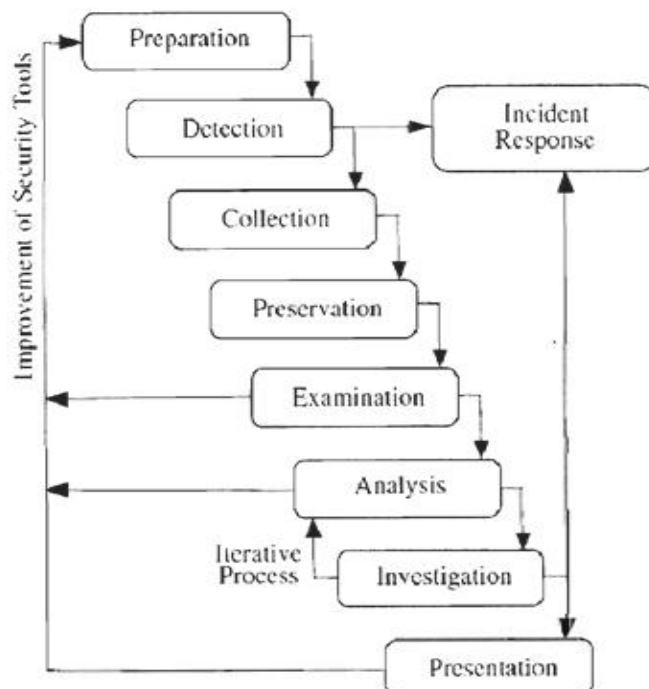 Preparation
Improvement of Security Tools
Detection
Incident
Response
Collection
Preservation
Examination
Analysis
Iterative
Process
Investigation
Presentation